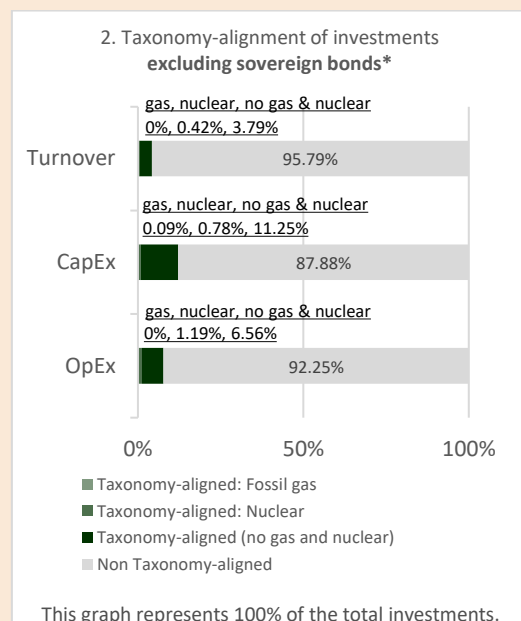 2. Taxonomy-alignment of investments
excluding sovereign bonds*
gas, nuclear, no gas & nuclear
0%, 0.42%, 3.79%
Turnover
95.79%
gas, nuclear, no gas & nuclear
0.09%, 0.78%, 11.25%
CapEx
87.88%
gas, nuclear, no gas & nuclear
0%, 1.19%, 6.56%
OpEx
92.25%
0% 50% 100%
Taxonomy-aligned: Fossil gas
Taxonomy-aligned: Nuclear
Taxonomy-aligned (no gas and nuclear)
Non Taxonomy-aligned
This graph represents 100% of the total investments.